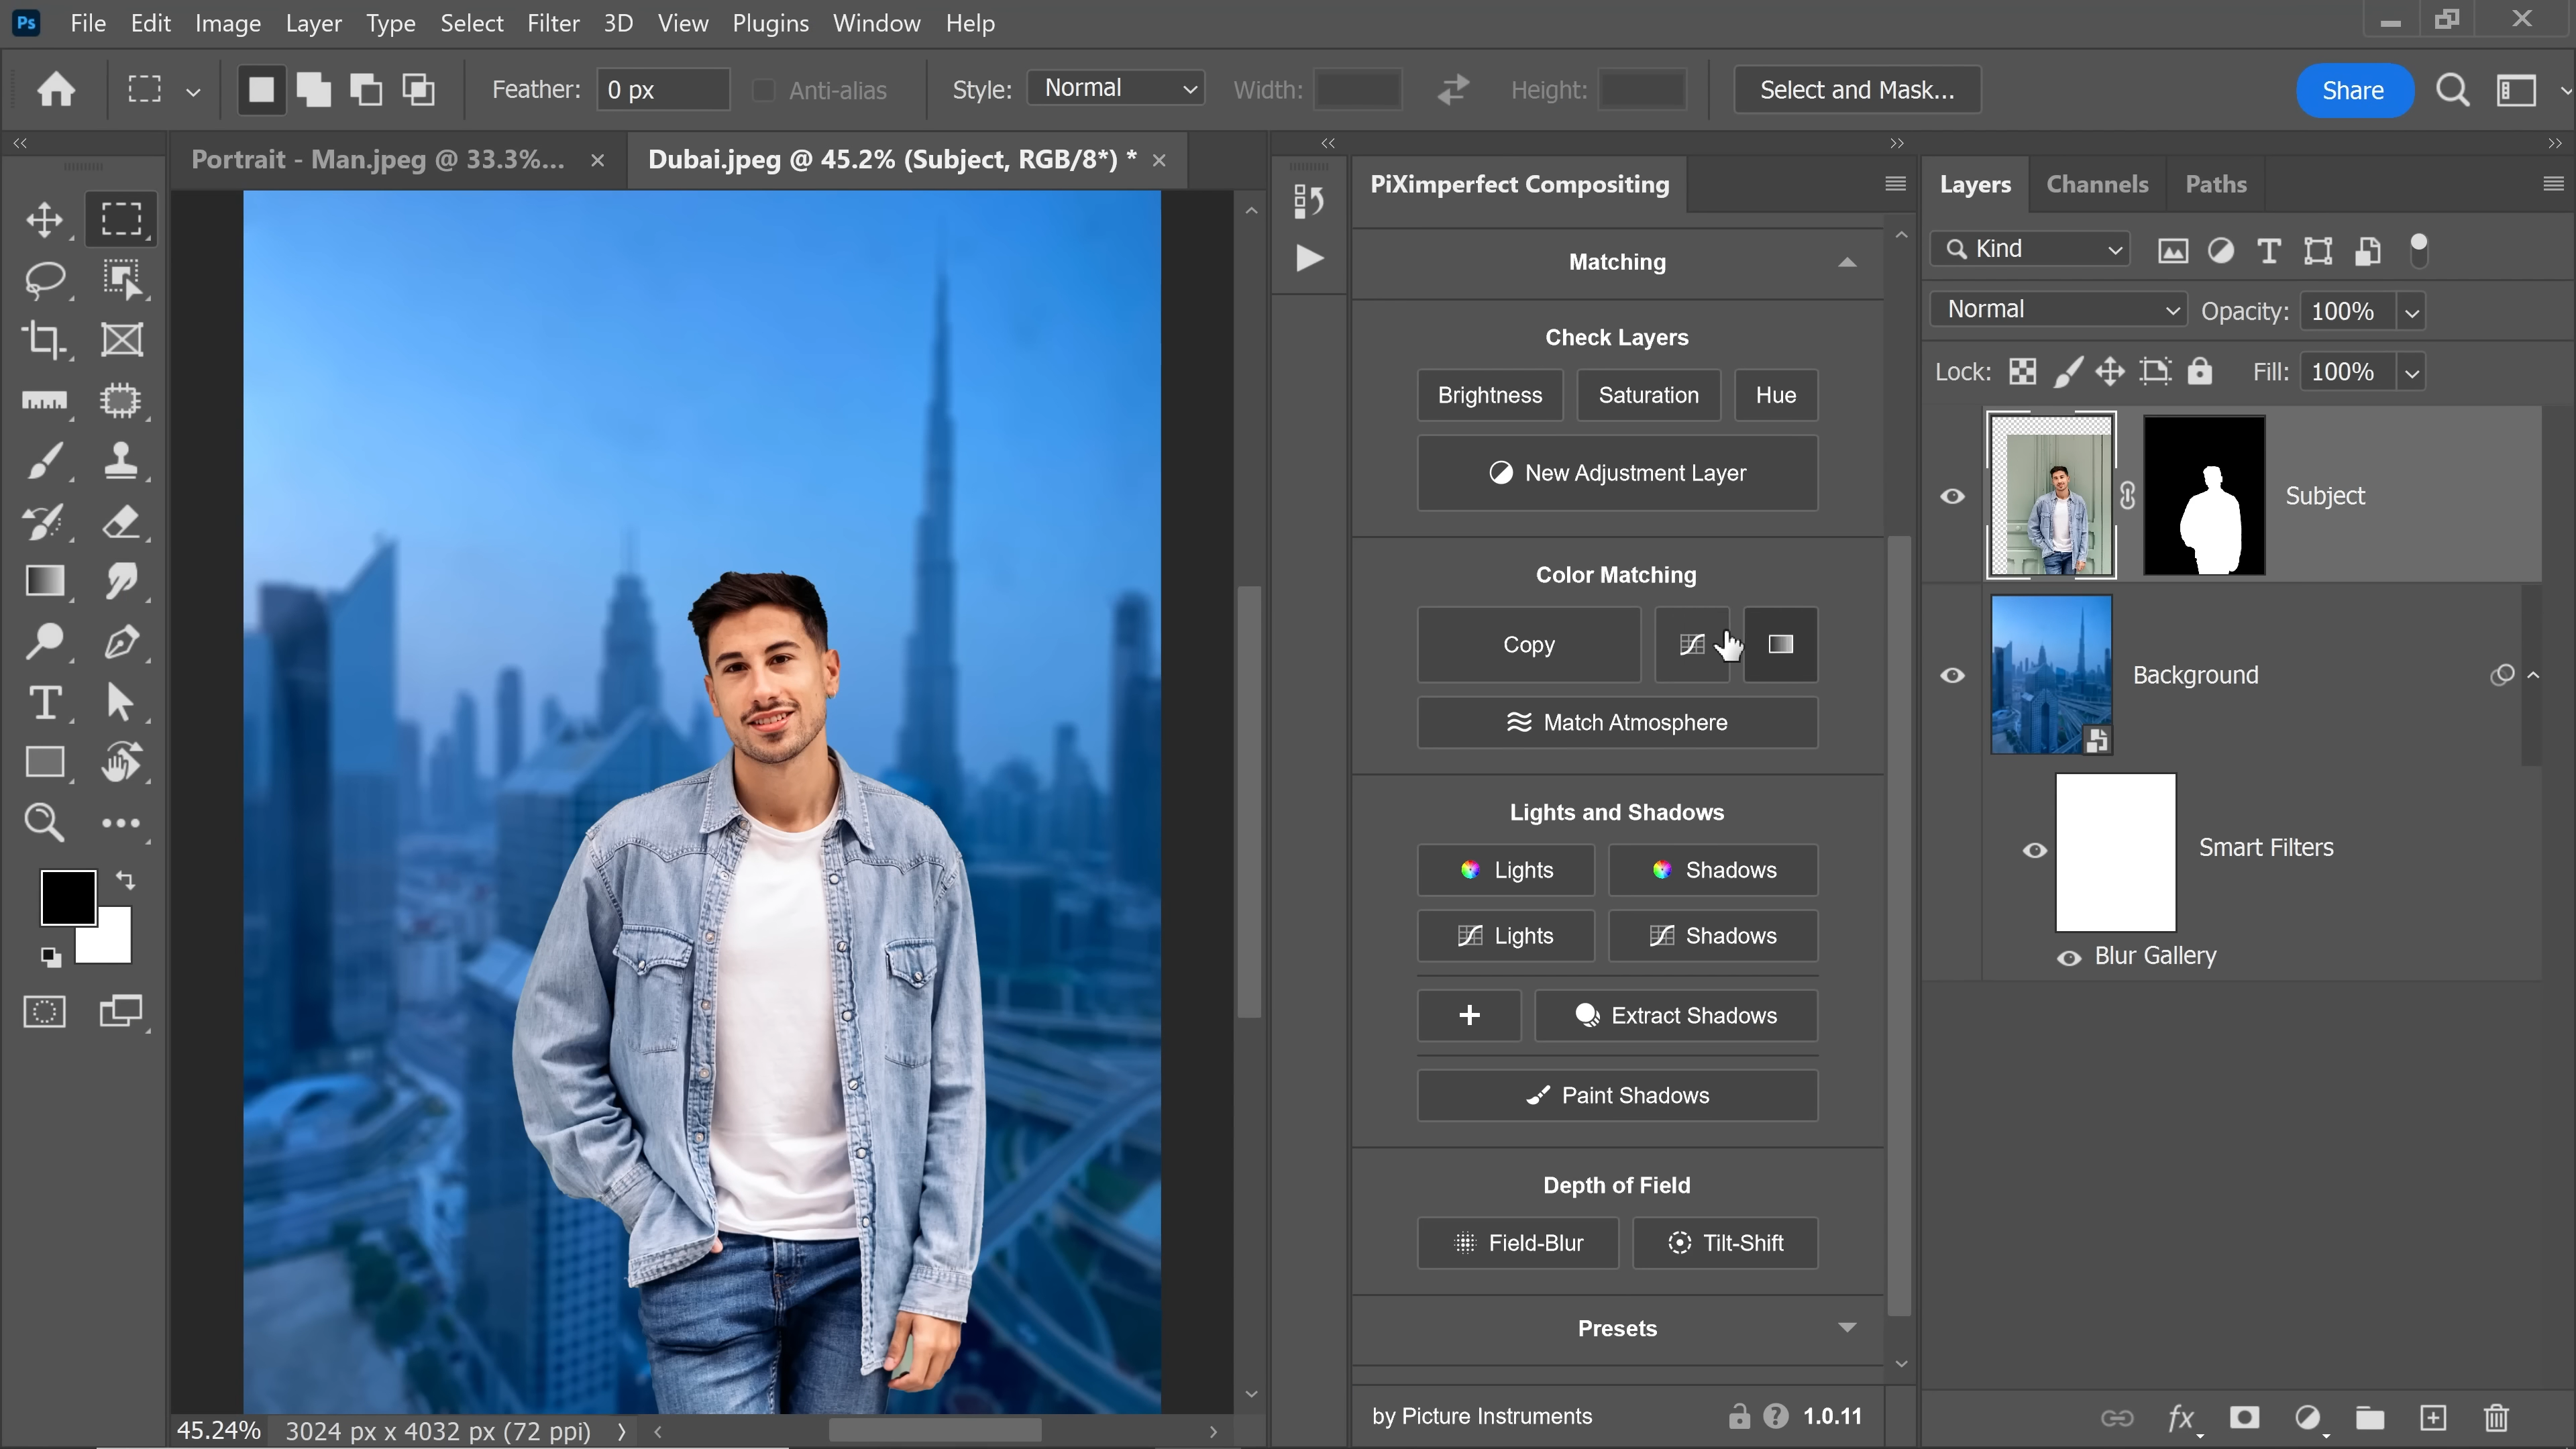 Ps File Edit Image Layer Type Select Filter 3D View Plugins Window Help
Feather: 0 px Anti-alias Style: Normal Width: Height: Select and Mask... Share
Portrait - Man.jpeg @ 33.3%... Dubai.jpeg @ 45.2% (Subject, RGB/8*) *
PiXimperfect Compositing
Matching
Check Layers
Brightness Saturation Hue
New Adjustment Layer
Color Matching
Copy
Match Atmosphere
Lights and Shadows
Lights Shadows
Lights Shadows
Extract Shadows
Paint Shadows
Depth of Field
Field-Blur Tilt-Shift
Presets
by Picture Instruments 1.0.11
Layers Channels Paths
Kind
Normal Opacity: 100%
Lock: Fill: 100%
Subject
Background
Smart Filters
Blur Gallery
fx
45.24% 3024 px x 4032 px (72 ppi)